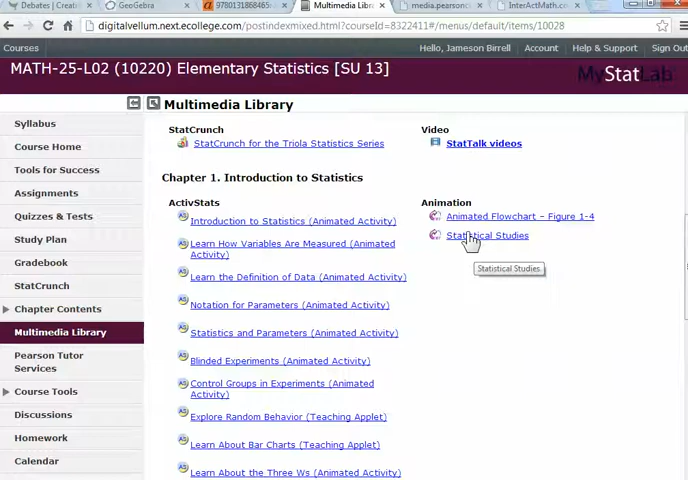 Debates | Create
GeoGebra
9780131868465
Multimedia Libr
media.pearsonc
InterActMath.co
digitalvellum.next.ecollege.com/postindexmixed.html?courseId=8322411#/menus/default/items/10028
Courses
Hello, Jameson Birrell
Account
Help & Support
Sign Out
MATH-25-L02 (10220) Elementary Statistics [SU 13]
MyStatLab
Multimedia Library
Syllabus
Course Home
Tools for Success
Assignments
Quizzes & Tests
Study Plan
Gradebook
StatCrunch
Chapter Contents
Multimedia Library
Pearson Tutor
Services
Course Tools
Discussions
Homework
Calendar
StatCrunch
StatCrunch for the Triola Statistics Series
Video
StatTalk videos
Chapter 1. Introduction to Statistics
ActivStats
Introduction to Statistics (Animated Activity)
Learn How Variables Are Measured (Animated
Activity)
Learn the Definition of Data (Animated Activity)
Notation for Parameters (Animated Activity)
Statistics and Parameters (Animated Activity)
Blinded Experiments (Animated Activity)
Control Groups in Experiments (Animated
Activity)
Explore Random Behavior (Teaching Applet)
Learn About Bar Charts (Teaching Applet)
Learn About the Three Ws (Animated Activity)
Animation
Animated Flowchart – Figure 1-4
Statistical Studies
Statistical Studies